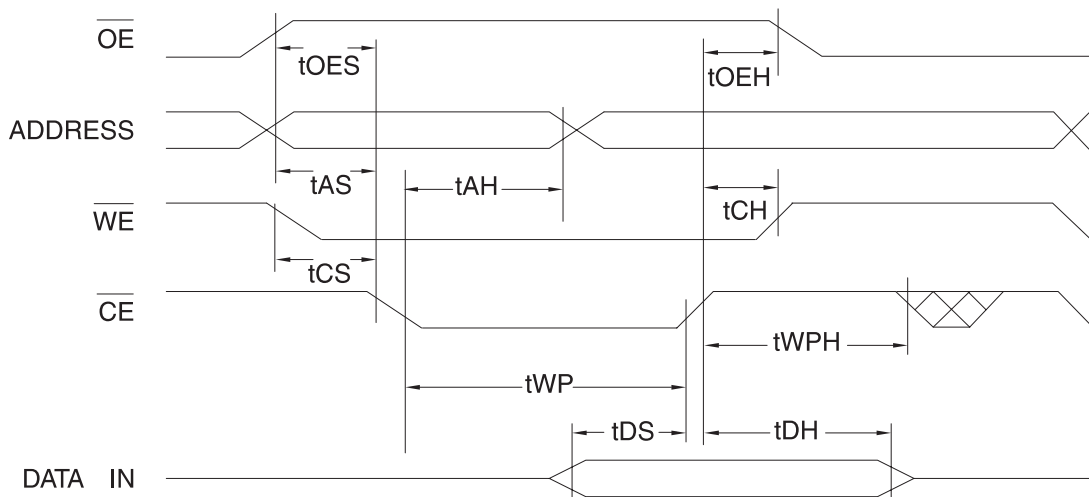 OE
tOES
tOEH
ADDRESS
tAS
tAH
tCH
WE
tCS
CE
tWPH
tWP
tDS
tDH
DATA IN